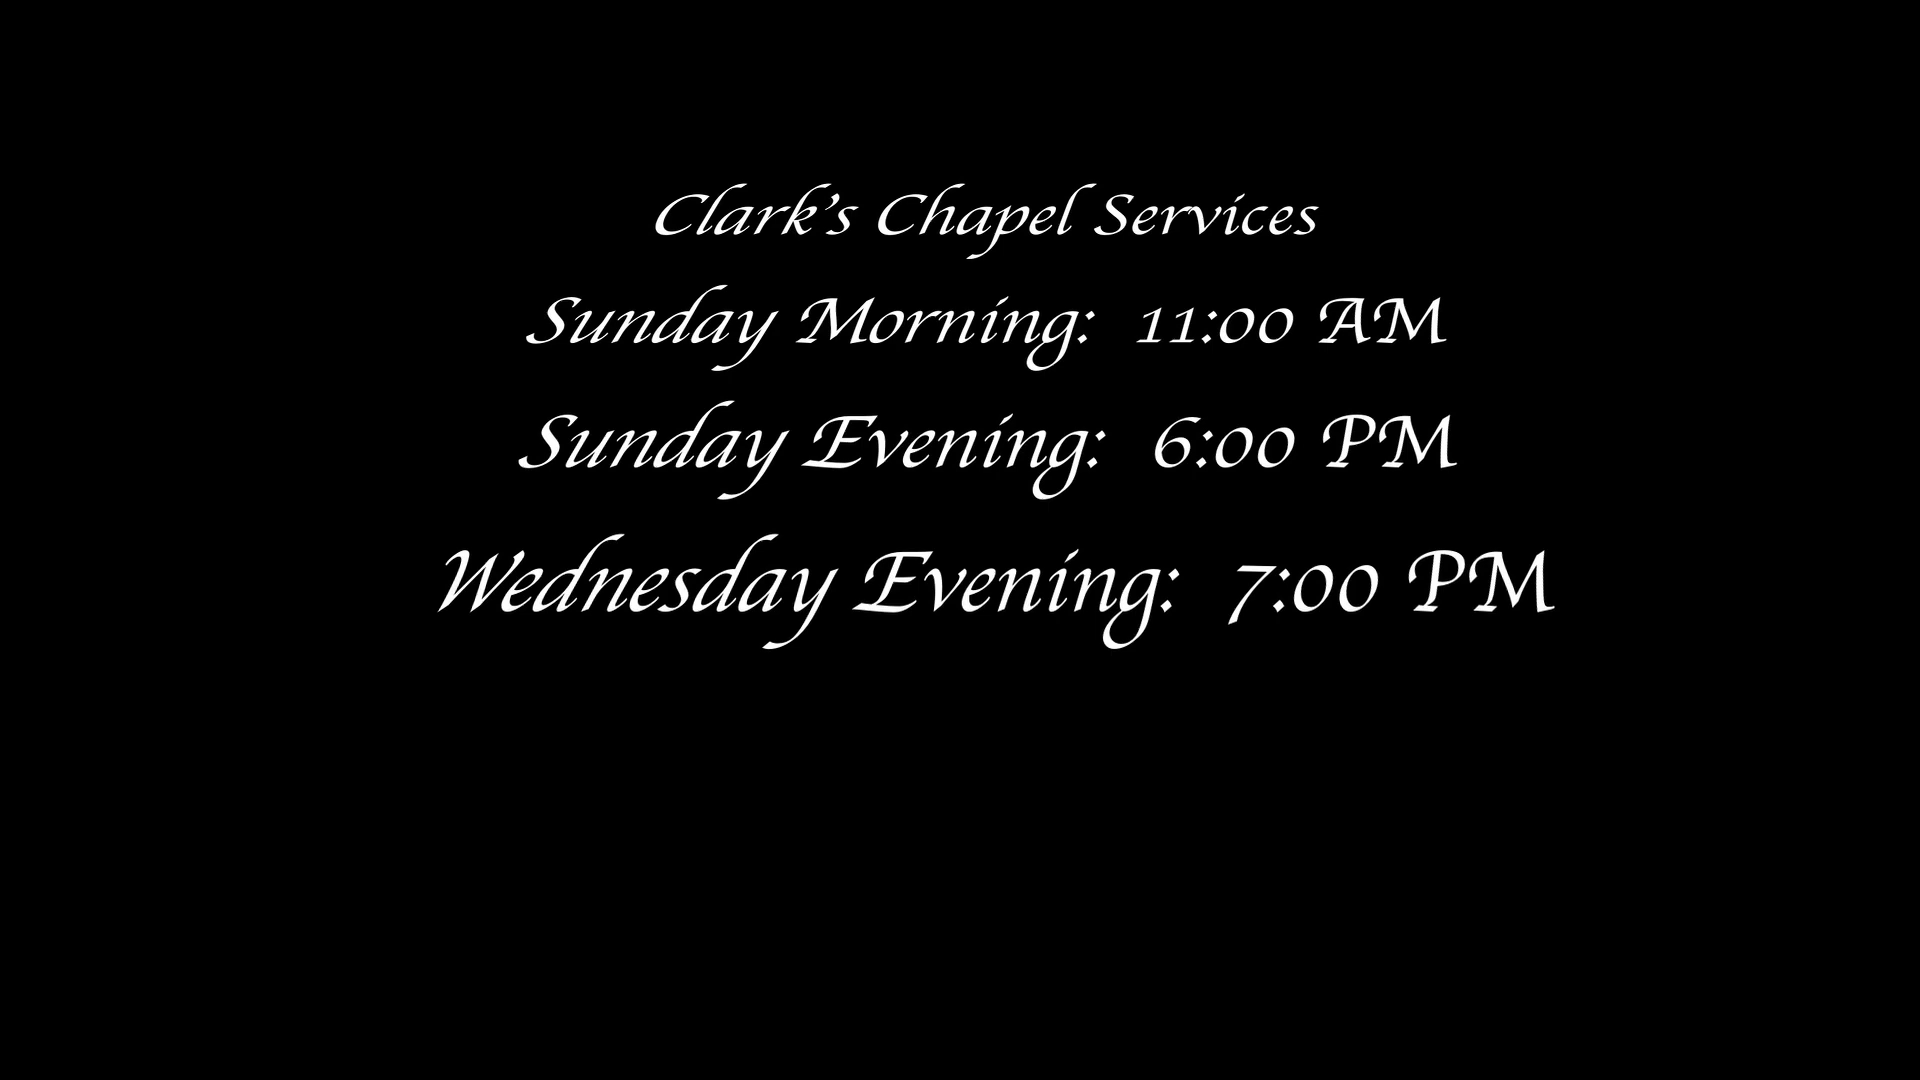 Clark's Chapel Services
Sunday Morning: 11:00 AM
Sunday Evening: 6:00 PM
Wednesday Evening: 7:00 PM